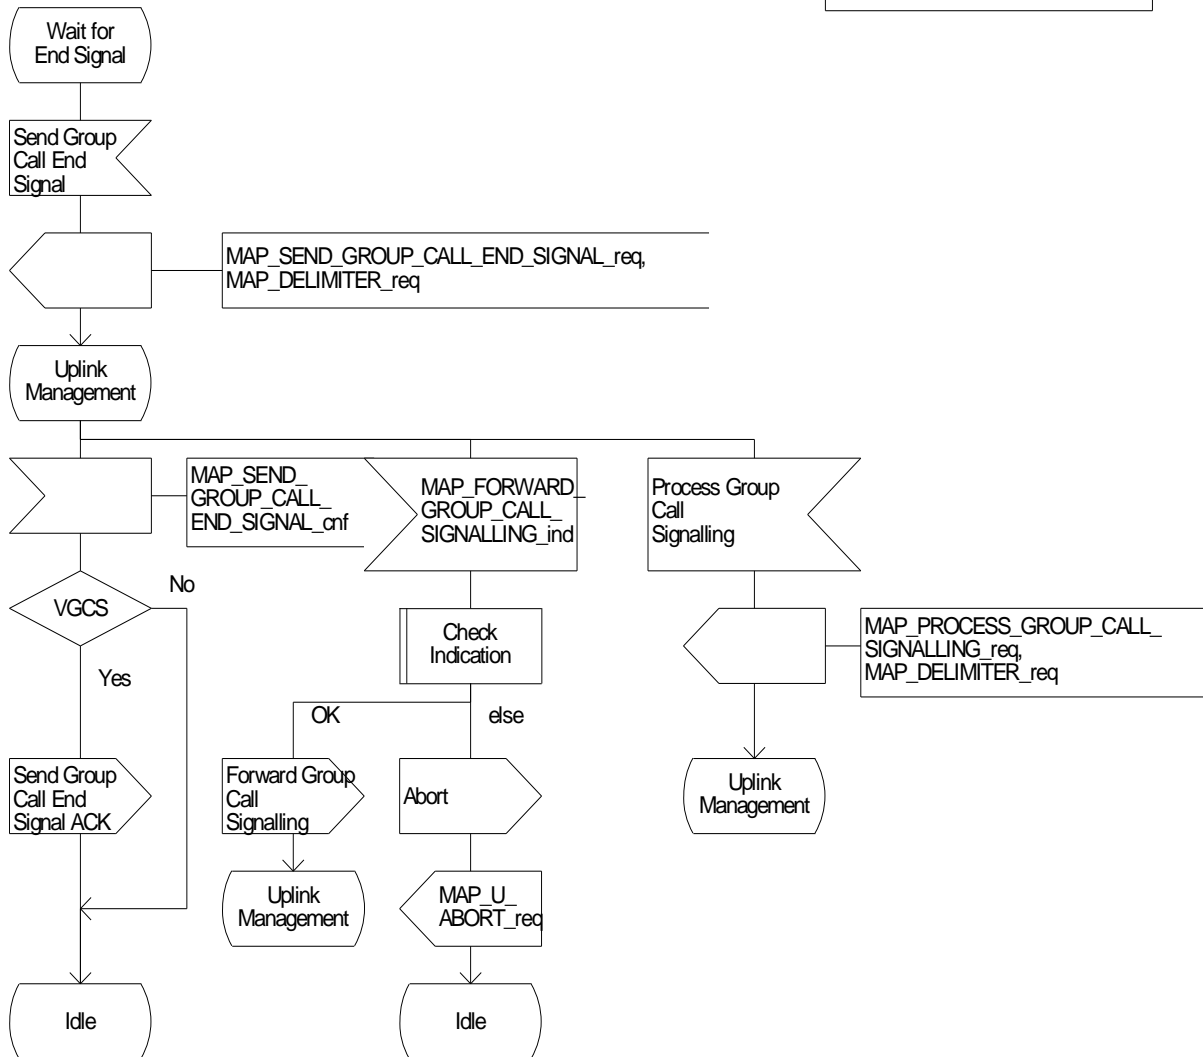 Wait for
End Signal
Send Group
Call End
Signal
MAP_SEND_GROUP_CALL_END_SIGNAL_req,
MAP_DELIMITER_req
Uplink
Management
MAP_SEND_
GROUP_CALL_
END_SIGNAL_cnf
MAP_FORWARD_
GROUP_CALL_
SIGNALLING_ind
Process Group
Call
Signalling
VGCS
No
Yes
Check
Indication
MAP_PROCESS_GROUP_CALL_
SIGNALLING_req,
MAP_DELIMITER_req
OK
else
Send Group
Call End
Signal ACK
Forward Group
Call
Signalling
Abort
Uplink
Management
Uplink
Management
MAP_U_
ABORT_req
Idle
Idle